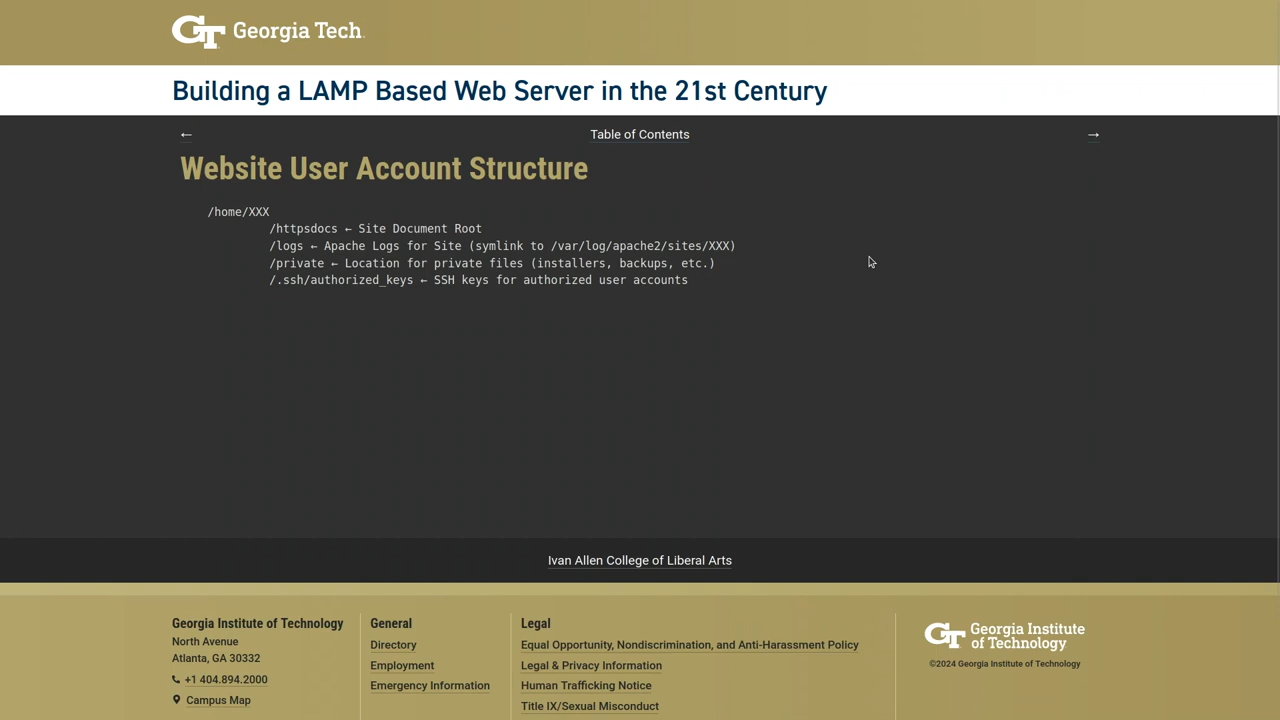 Georgia Tech.
Building a LAMP Based Web Server in the 21st Century
← Table of Contents →
Website User Account Structure
/home/XXX
/httpsdocs ← Site Document Root
/logs ← Apache Logs for Site (symlink to /var/log/apache2/sites/XXX)
/private ← Location for private files (installers, backups, etc.)
/.ssh/authorized_keys ← SSH keys for authorized user accounts
Ivan Allen College of Liberal Arts
Georgia Institute of Technology
North Avenue
Atlanta, GA 30332
+1 404.894.2000
Campus Map
General
Directory
Employment
Emergency Information
Legal
Equal Opportunity, Nondiscrimination, and Anti-Harassment Policy
Legal & Privacy Information
Human Trafficking Notice
Title IX/Sexual Misconduct
Georgia Institute
of Technology
©2024 Georgia Institute of Technology